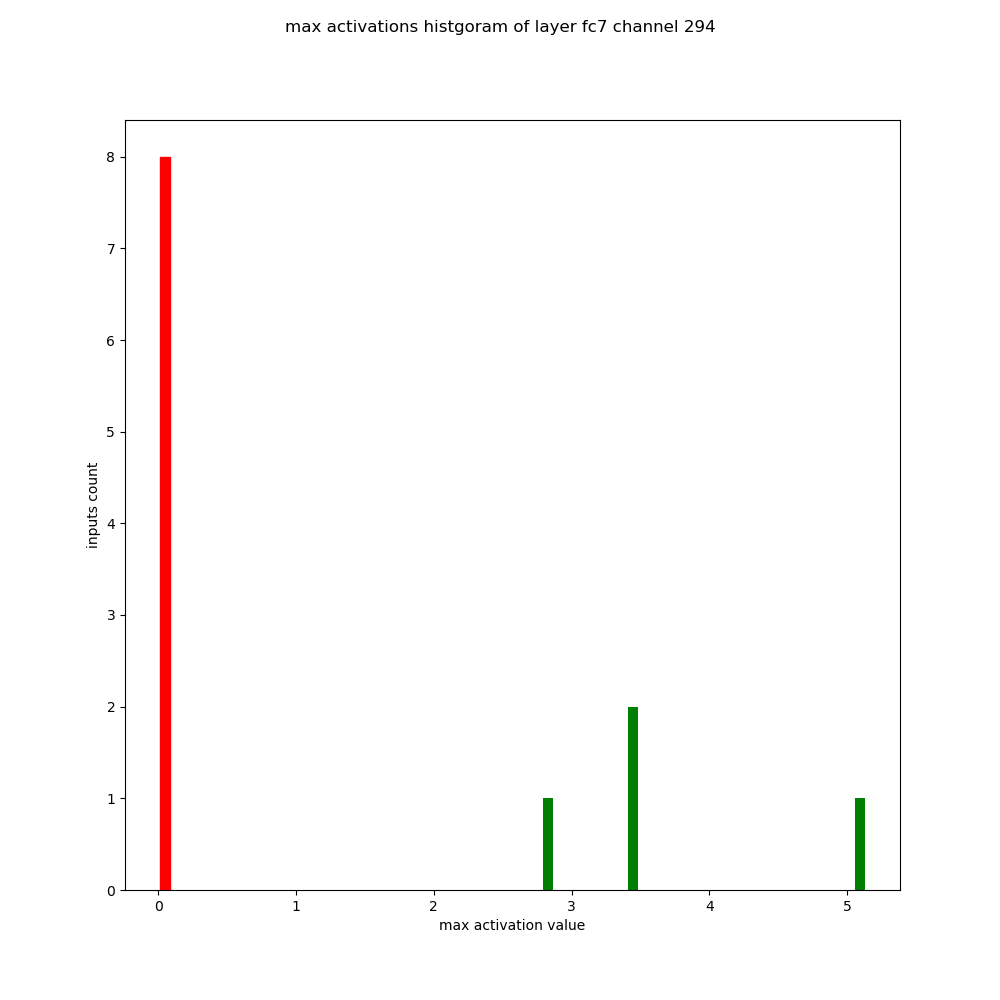 max activations histgoram of layer fc7 channel 294
8
7
6
5
4
3
2
1
0
inputs count
0 1 2 3 4 5
max activation value